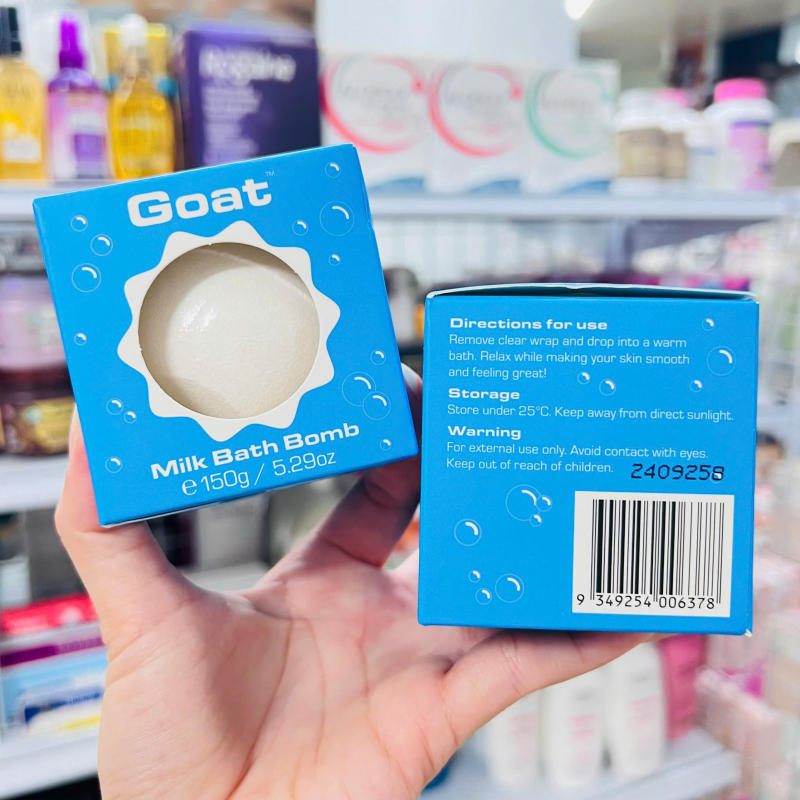 Rogaine
Goat™
Milk Bath Bomb
℮ 150g / 5.29oz
Directions for use
Remove clear wrap and drop into a warm
bath. Relax while making your skin smooth
and feeling great!
Storage
Store under 25°C. Keep away from direct sunlight.
Warning
For external use only. Avoid contact with eyes.
Keep out of reach of children.
2409258
9 349254 006378